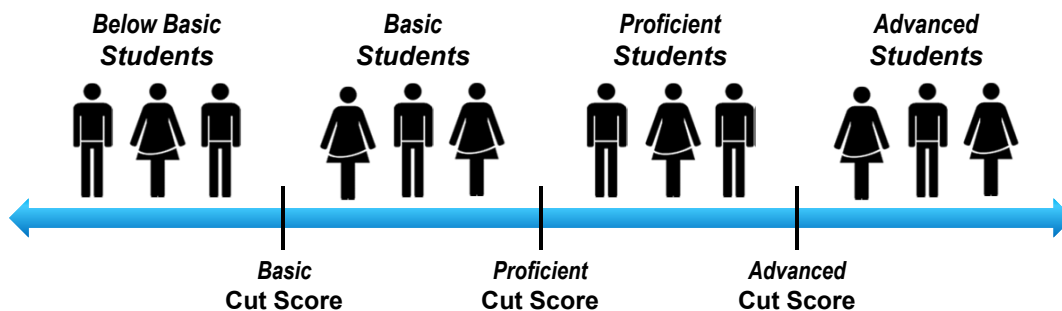 Below Basic
Students
Basic
Students
Proficient
Students
Advanced
Students
Basic
Cut Score
Proficient
Cut Score
Advanced
Cut Score